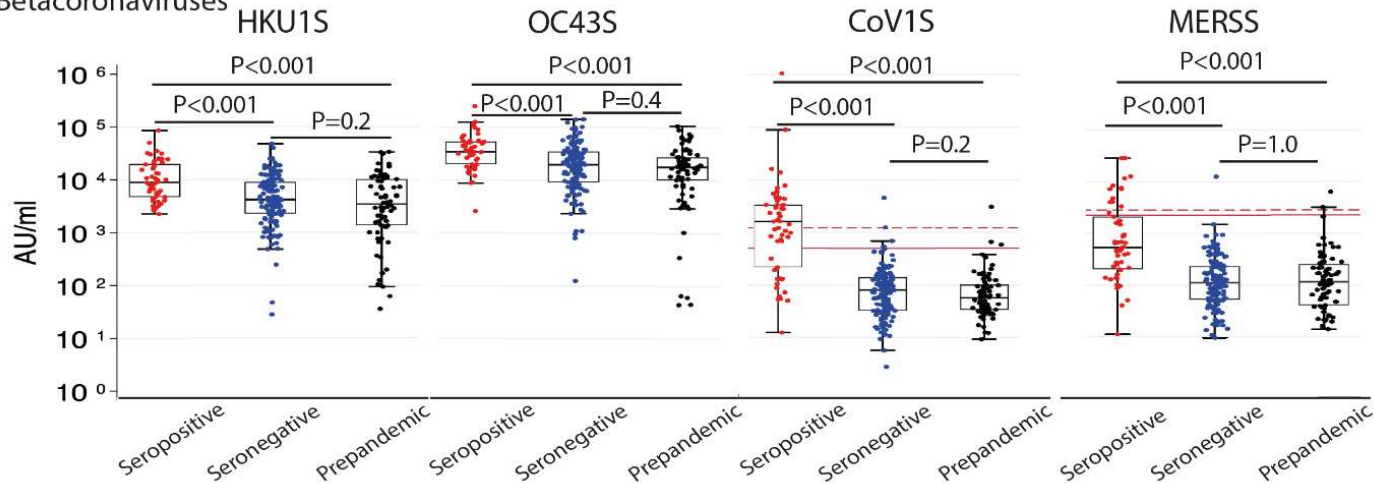 Betacoronaviruses
HKU1S OC43S CoV1S MERSS
P<0.001 P<0.001 P<0.001 P<0.001
P<0.001 P=0.2 P<0.001 P=0.4 P<0.001 P=0.2 P<0.001 P=1.0
AU/ml
10 6
10 5
10 4
10 3
10 2
10 1
10 0
Seropositive Seronegative Prepandemic Seropositive Seronegative Prepandemic Seropositive Seronegative Prepandemic Seropositive Seronegative Prepandemic